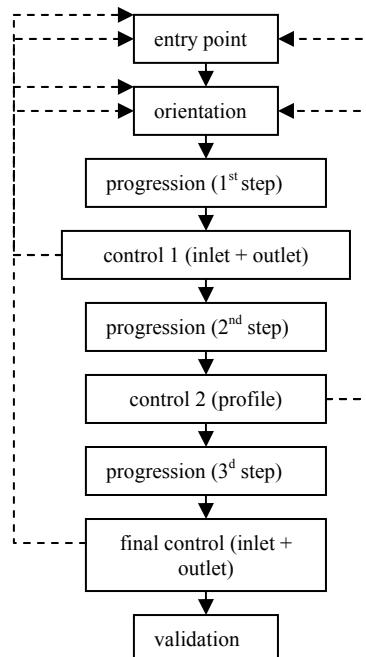 entry point
orientation
progression (1st step)
control 1 (inlet + outlet)
progression (2nd step)
control 2 (profile)
progression (3d step)
final control (inlet +
outlet)
validation